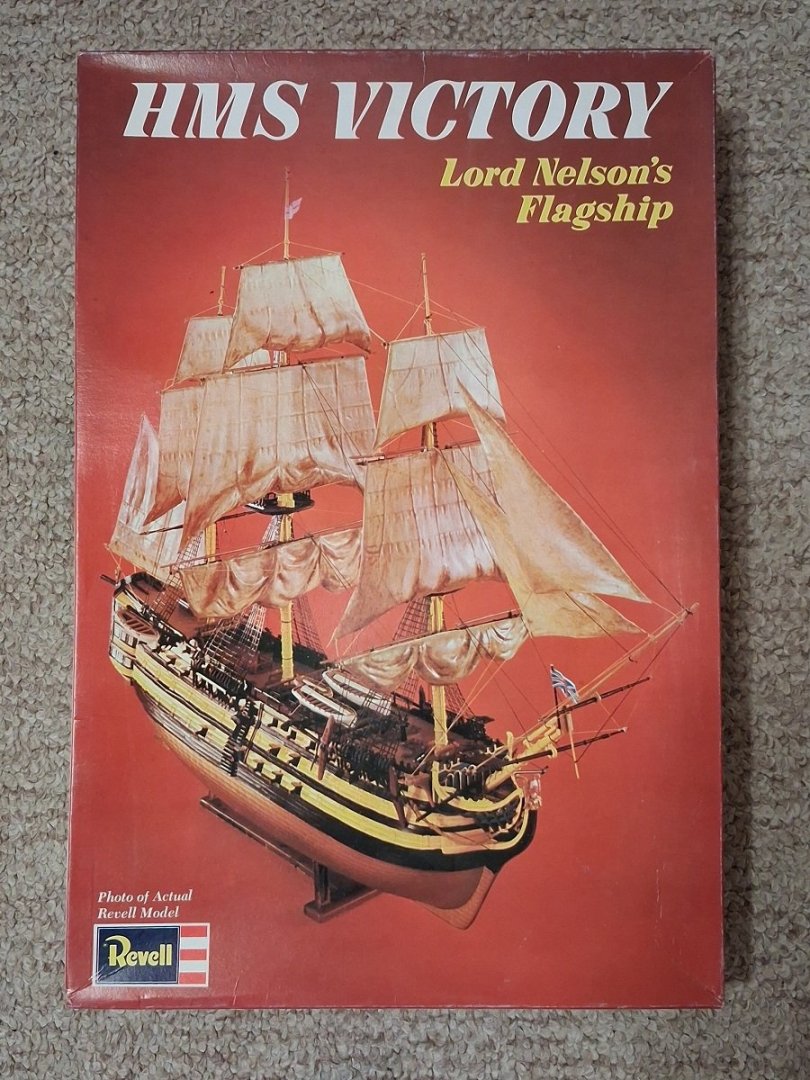 HMS VICTORY
Lord Nelson's
Flagship
Photo of Actual
Revell Model
Revell